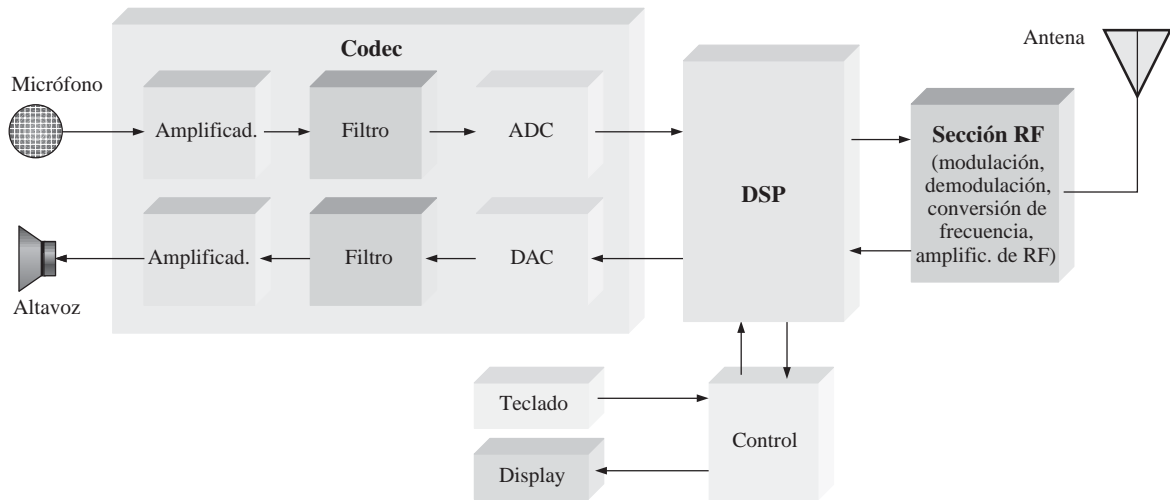 Codec
Antena
Micrófono
Amplificad.
Filtro
ADC
DSP
Sección RF
(modulación,
demodulación,
conversión de
frecuencia,
amplific. de RF)
Amplificad.
Filtro
DAC
Altavoz
Teclado
Control
Display